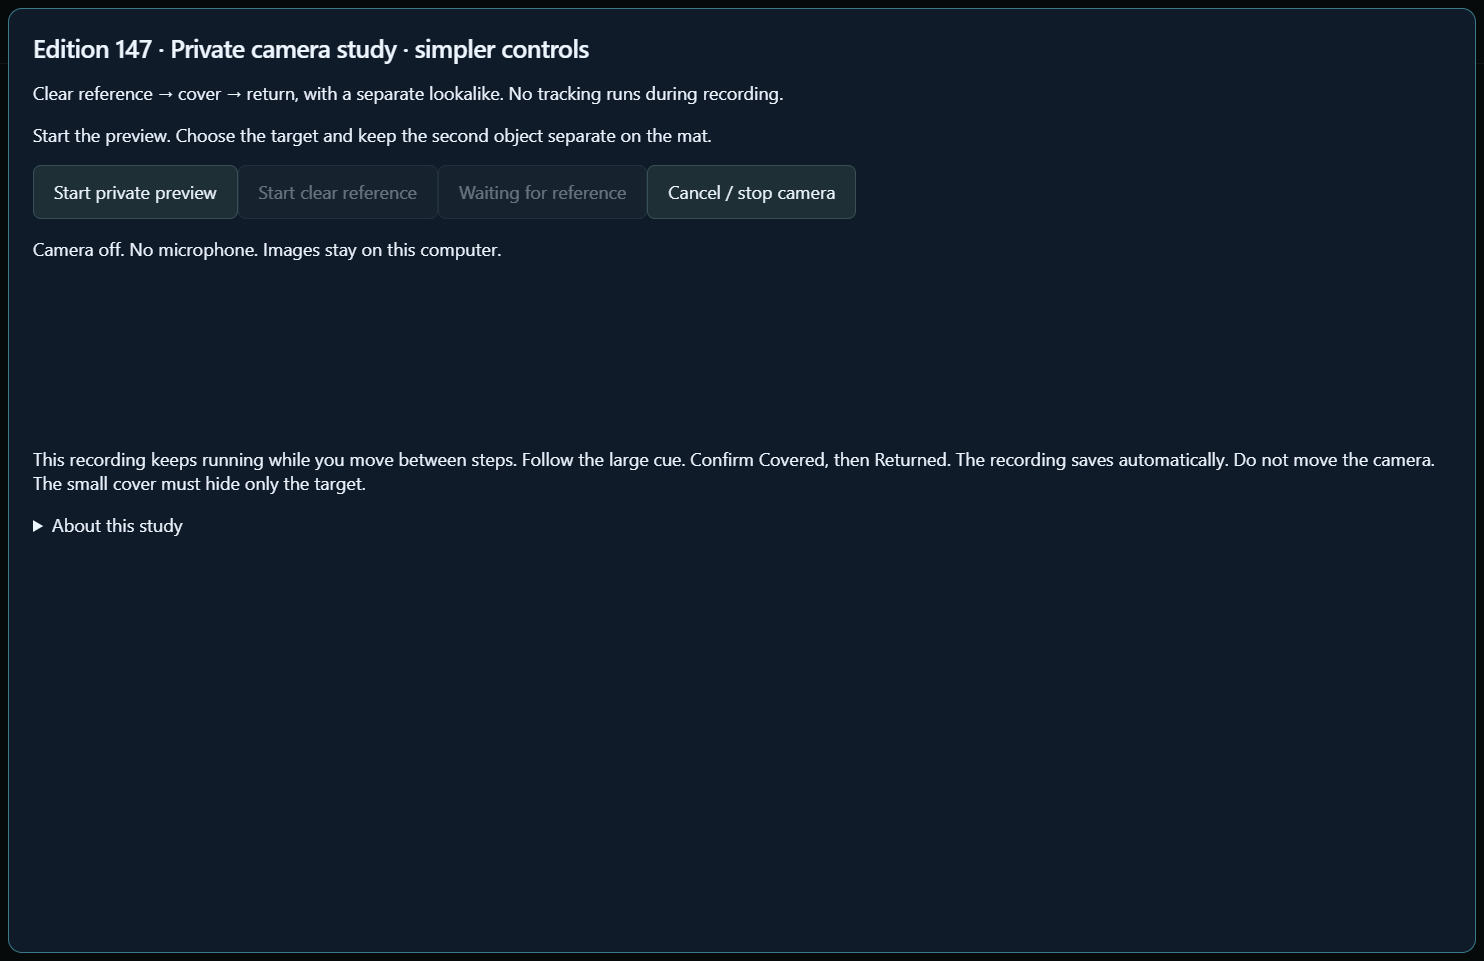 Edition 147 · Private camera study · simpler controls
Clear reference → cover → return, with a separate lookalike. No tracking runs during recording.
Start the preview. Choose the target and keep the second object separate on the mat.
Start private preview
Start clear reference
Waiting for reference
Cancel / stop camera
Camera off. No microphone. Images stay on this computer.
This recording keeps running while you move between steps. Follow the large cue. Confirm Covered, then Returned. The recording saves automatically. Do not move the camera.
The small cover must hide only the target.
▶ About this study